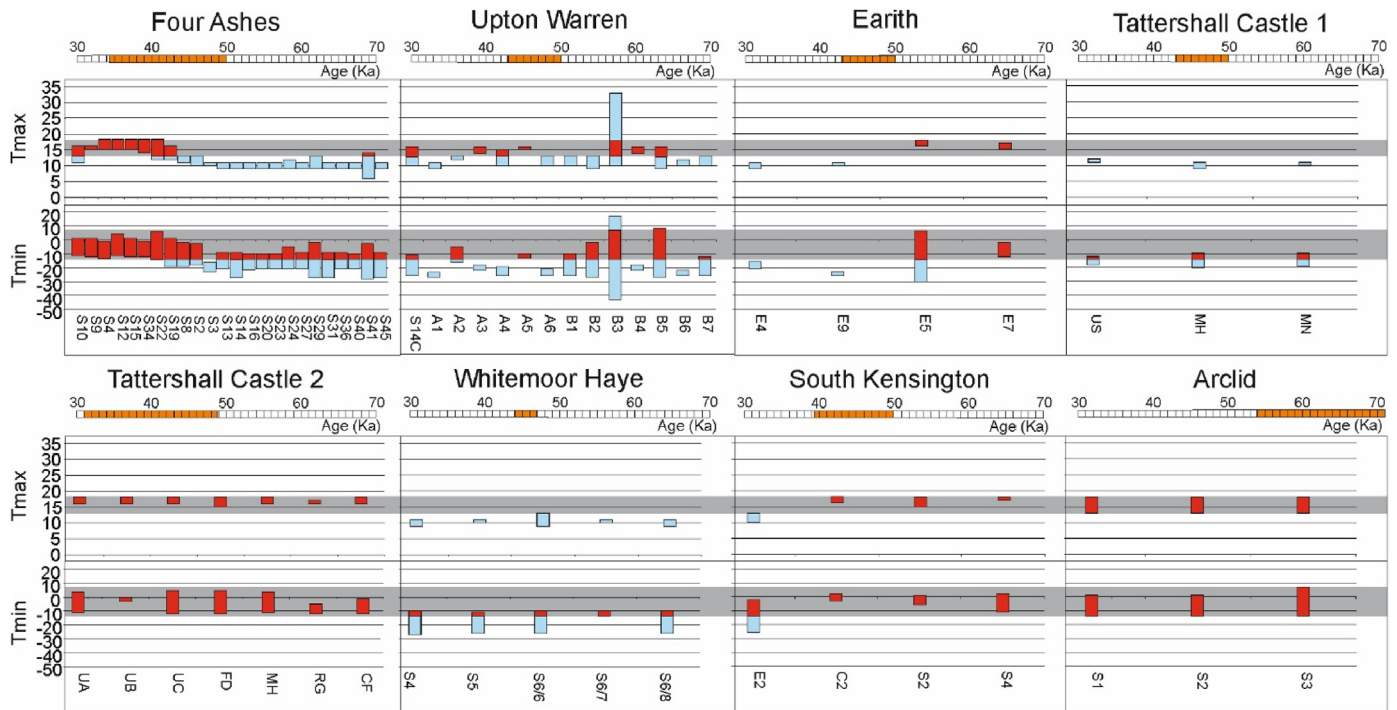 Four Ashes
Upton Warren
Earith
Tattershall Castle 1
30 40 50 60 70
30 40 50 60 70
30 40 50 60 70
30 40 50 60 70
Age (Ka)
Age (Ka)
Age (Ka)
Age (Ka)
Tmax
35
30
25
20
15
10
5
0
Tmin
20
10
0
-10
-20
-30
-40
-50
S10 S9 S4 S12 S15 S34 S22 S19 S8 S2 S3 S13 S14 S16 S20 S23 S24 S27 S29 S31 S36 S40 S41 S45
S14C A1 A2 A3 A4 A5 A6 B1 B2 B3 B4 B5 B6 B7
E4 E9 E5 E7
US MH MN
Tattershall Castle 2
Whitemoor Haye
South Kensington
Arclid
30 40 50 60 70
30 40 50 60 70
30 40 50 60 70
30 40 50 60 70
Age (Ka)
Age (Ka)
Age (Ka)
Age (Ka)
Tmax
35
30
25
20
15
10
5
0
Tmin
20
10
0
-10
-20
-30
-40
-50
UA UB UC FD MH RG CF
S4 S5 S6/6 S6/7 S6/8
E2 C2 S2 S4
S1 S2 S3